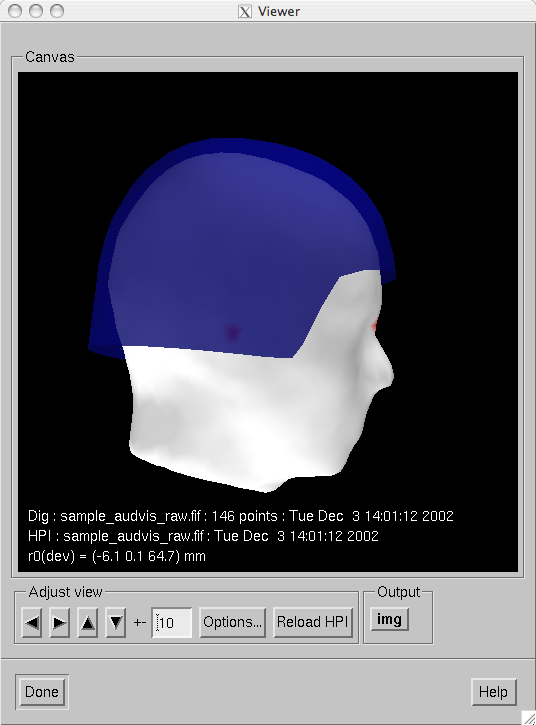 X Viewer
Canvas
Dig : sample_audvis_raw.fif : 146 points : Tue Dec  3 14:01:12 2002
HPI : sample_audvis_raw.fif : Tue Dec  3 14:01:12 2002
r0(dev) = (-6.1 0.1 64.7) mm
Adjust view
Output
+- 10 Options... Reload HPI img
Done Help